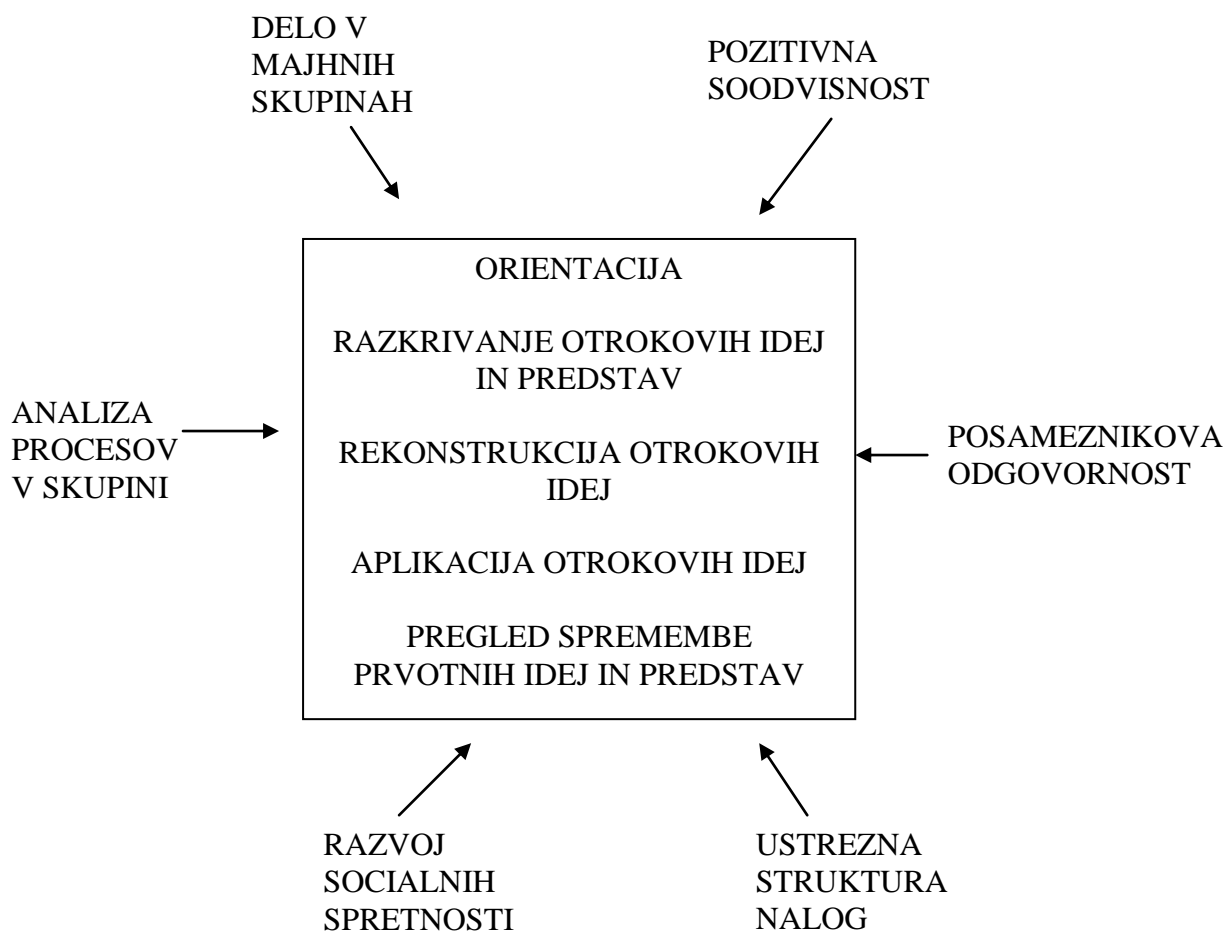 DELO V
MAJHNIH
SKUPINAH
POZITIVNA
SOODVISNOST
ORIENTACIJA
RAZKRIVANJE OTROKOVIH IDEJ
IN PREDSTAV
REKONSTRUKCIJA OTROKOVIH
IDEJ
APLIKACIJA OTROKOVIH IDEJ
PREGLED SPREMEMBE
PRVOTNIH IDEJ IN PREDSTAV
ANALIZA
PROCESOV
V SKUPINI
POSAMEZNIKOVA
ODGOVORNOST
RAZVOJ
SOCIALNIH
SPRETNOSTI
USTREZNA
STRUKTURA
NALOG